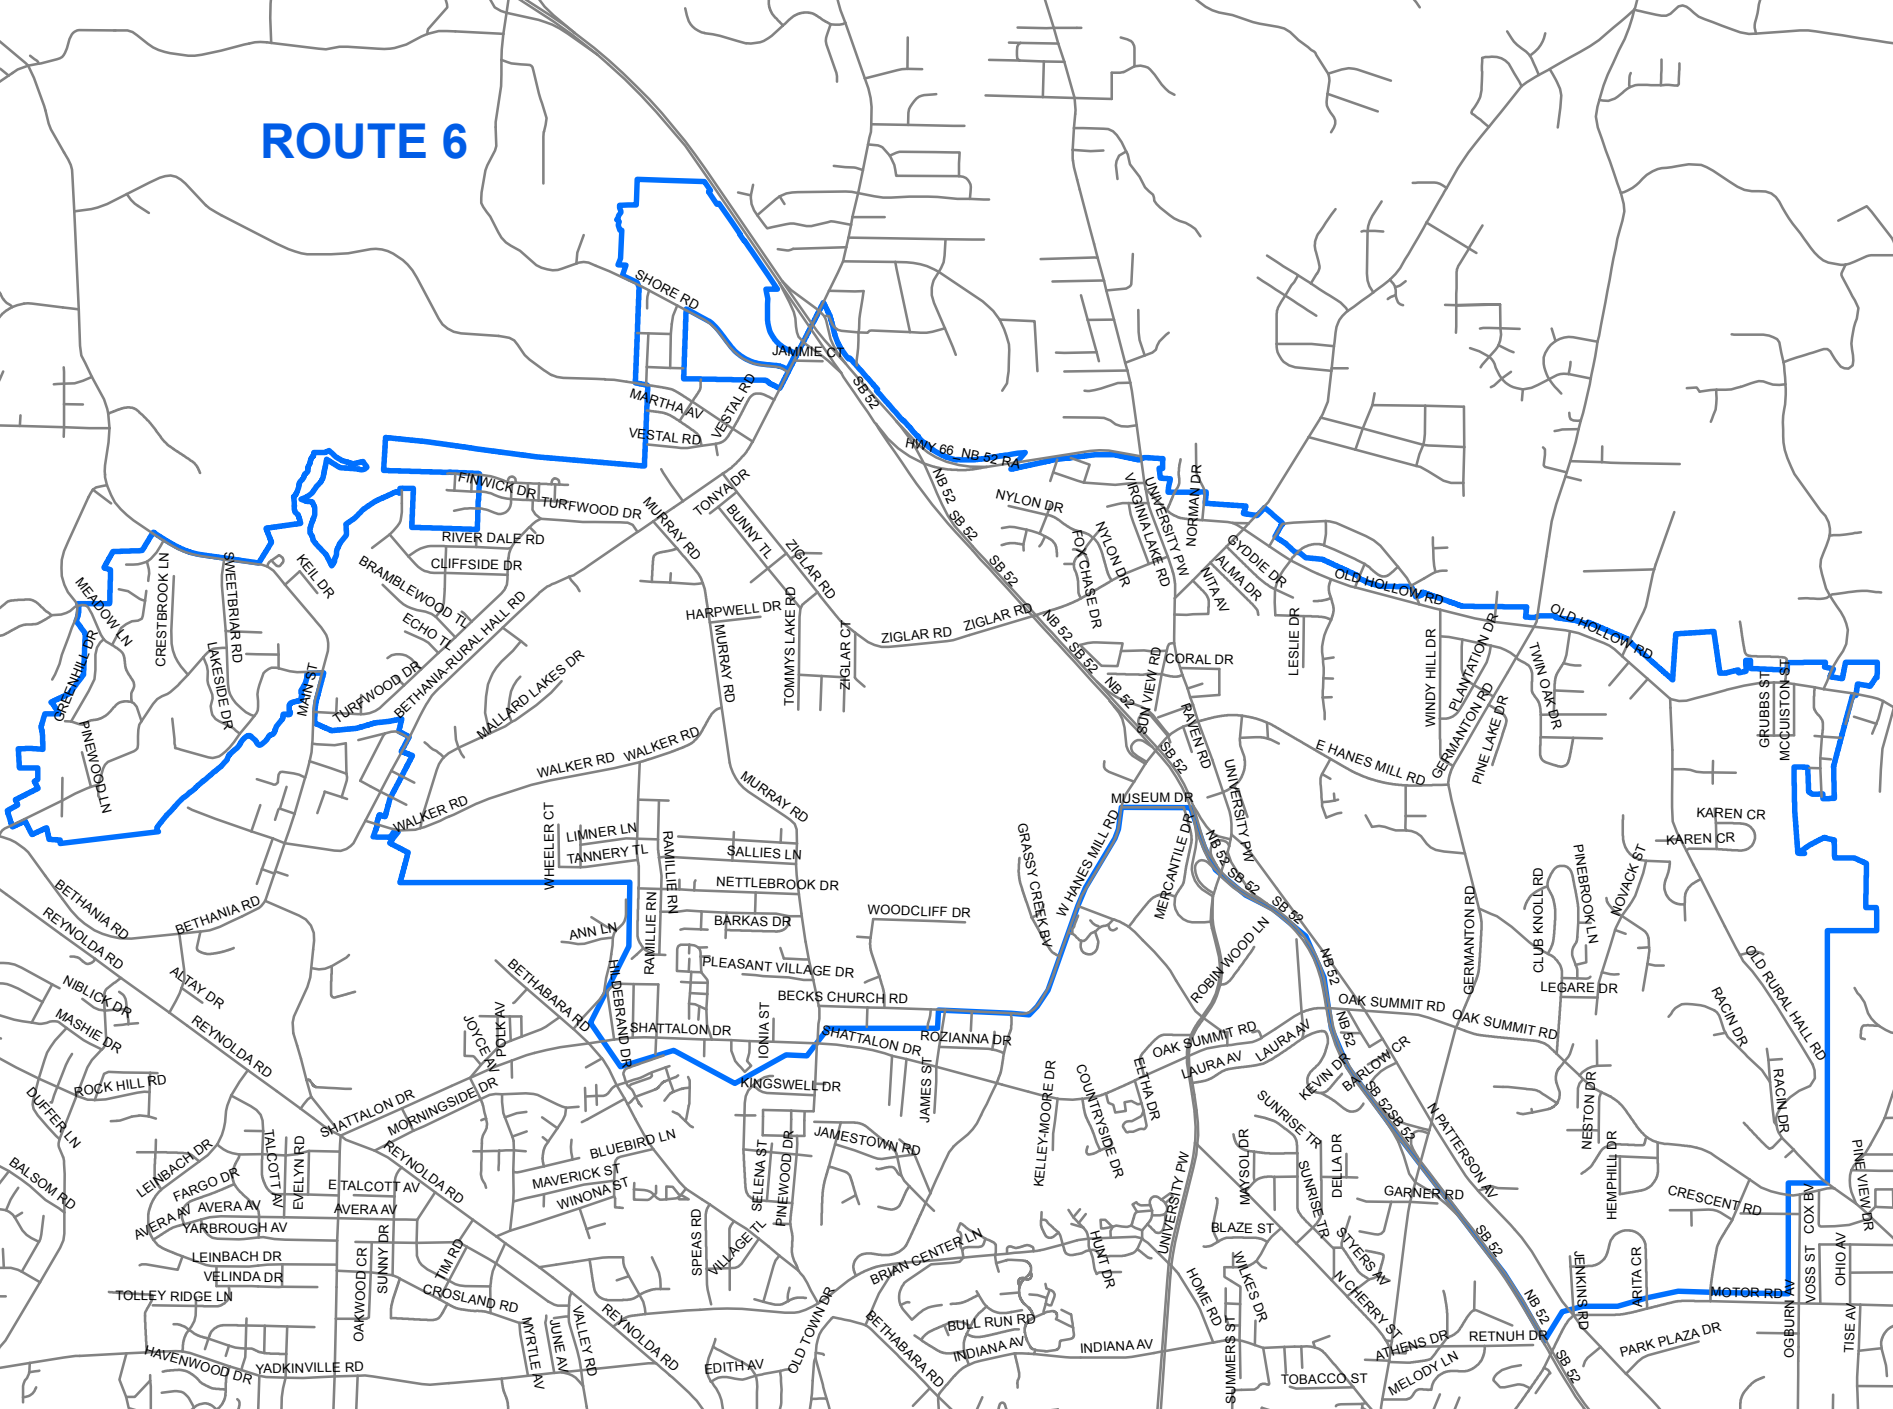 ROUTE 6
SHORE RD
JAMMIE CT
SB 52
MARTHA AV
VESTAL RD
VESTAL RD
HWY 66_NB 52 RA
FINWICK DR
TURFWOOD DR
MURRAY RD
TONYA DR
BUNNY TL
ZIGLAR RD
NB 52
SB 52
NYLON DR
NYLON DR
FOXCHASE DR
VIRGINIA LAKE RD
UNIVERSITY PW
NORMAN DR
GYDDIE DR
ALMA DR
NITA AV
OLD HOLLOW RD
OLD HOLLOW RD
RIVER DALE RD
CLIFFSIDE DR
BRAMBLEWOOD TL
ECHO TL
KEIL DR
SWEETBRIAR RD
CRESTBROOK LN
MEADOW LN
GREENHILL DR
LAKESIDE DR
PINEWOOD LN
MAIN ST
TURFWOOD DR
BETHANIA-RURAL HALL RD
MALLARD LAKES DR
HARPWELL DR
MURRAY RD
TOMMYS LAKE RD
ZIGLAR CT
ZIGLAR RD
ZIGLAR RD
SB 52
NB 52
SB 52
NB 52
SUN VIEW RD
CORAL DR
RAVEN RD
LESLIE DR
WINDY HILL DR
PLANTATION DR
GERMANTON RD
PINE LAKE DR
TWIN OAK DR
GRUBBS ST
MCCUISTON ST
E HANES MILL RD
UNIVERSITY PW
SB 52
MUSEUM DR
WALKER RD
WALKER RD
WALKER RD
MURRAY RD
WHEELER CT
LIMNER LN
TANNERY TL
RAMILLIE RN
RAMILLIE RN
SALLIES LN
NETTLEBROOK DR
BARKAS DR
PLEASANT VILLAGE DR
WOODCLIFF DR
BECKS CHURCH RD
GRASSY CREEK BV
W HANES MILL RD
MERCANTILE DR
NB 52
SB 52
SB 52
NB 52
ROBIN WOOD LN
GERMANTON RD
CLUB KNOLL RD
PINEBROOK LN
NOVACK ST
KAREN CR
KAREN CR
LEGARE DR
OLD RURAL HALL RD
RACIN DR
RACIN DR
BETHANIA RD
BETHANIA RD
REYNOLDA RD
REYNOLDA RD
ALTAY DR
NIBLICK DR
MASHIE DR
ROCK HILL RD
DUFFER LN
BALSOM RD
ANN LN
HILDEBRAND DR
BETHABARA RD
JOYCE AV
POLK AV
SHATTALON DR
SHATTALON DR
SHATTALON DR
IONIA ST
ROZIANNA DR
JAMES ST
KINGSWELL DR
MORNINGSIDE DR
REYNOLDA RD
OAK SUMMIT RD
OAK SUMMIT RD
OAK SUMMIT RD
LAURA AV
LAURA AV
NB 52
KEVIN DR
BARLOW CR
SB 52
SB 52
N PATTERSON AV
KELLEY-MOORE DR
COUNTRYSIDE DR
ELTHA DR
SUNRISE TR
SUNRISE TR
MAYSOL DR
DELLA DR
NESTON DR
HEMPHILL DR
CRESCENT RD
GARNER RD
PINE VIEW DR
COX BV
LEINBACH DR
FARGO DR
AVERA AV
AVERA AV
YARBROUGH AV
LEINBACH DR
VELINDA DR
TOLLEY RIDGE LN
TALCOTT AV
EVELYN RD
E TALCOTT AV
AVERA AV
OAKWOOD CR
SUNNY DR
TIM RD
CROSLAND RD
MYRTLE AV
JUNE AV
VALLEY RD
REYNOLDA RD
HAVENWOOD DR
YADKINVILLE RD
BLUEBIRD LN
MAVERICK ST
WINONA ST
SPEAS RD
VILLAGE TL
SELENA ST
PINEWOOD DR
JAMESTOWN RD
BRIAN CENTER LN
OLD TOWN DR
EDITH AV
BETHABARA RD
BULL RUN RD
INDIANA AV
INDIANA AV
HUNT DR
UNIVERSITY PW
HOME RD
BLAZE ST
WILKES DR
SUMMERS ST
STYERS AV
N CHERRY ST
ATHENS DR
MELODY LN
TOBACCO ST
RETNUH DR
SB 52
NB 52
SB 52
JENKINS RD
ARITA CR
MOTOR RD
PARK PLAZA DR
OGBURN AV
VOSS ST
OHIO AV
TISE AV